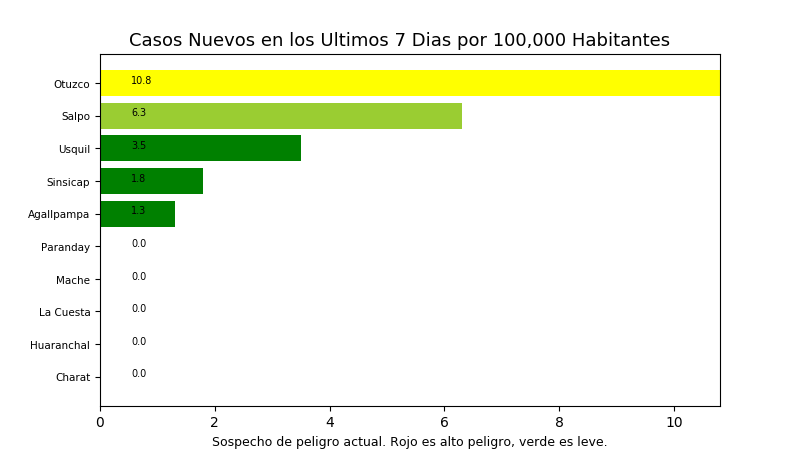 Casos Nuevos en los Ultimos 7 Dias por 100,000 Habitantes
Otuzco 10.8
Salpo 6.3
Usquil 3.5
Sinsicap 1.8
Agallpampa 1.3
Paranday 0.0
Mache 0.0
La Cuesta 0.0
Huaranchal 0.0
Charat 0.0
0 2 4 6 8 10
Sospecho de peligro actual. Rojo es alto peligro, verde es leve.